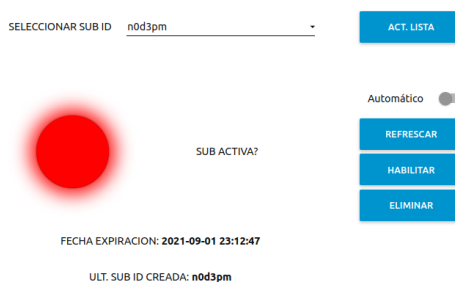 SELECCIONAR SUB ID n0d3pm ACT. LISTA
Automático
SUB ACTIVA?
REFRESCAR
HABILITAR
ELIMINAR
FECHA EXPIRACION: 2021-09-01 23:12:47
ULT. SUB ID CREADA: n0d3pm